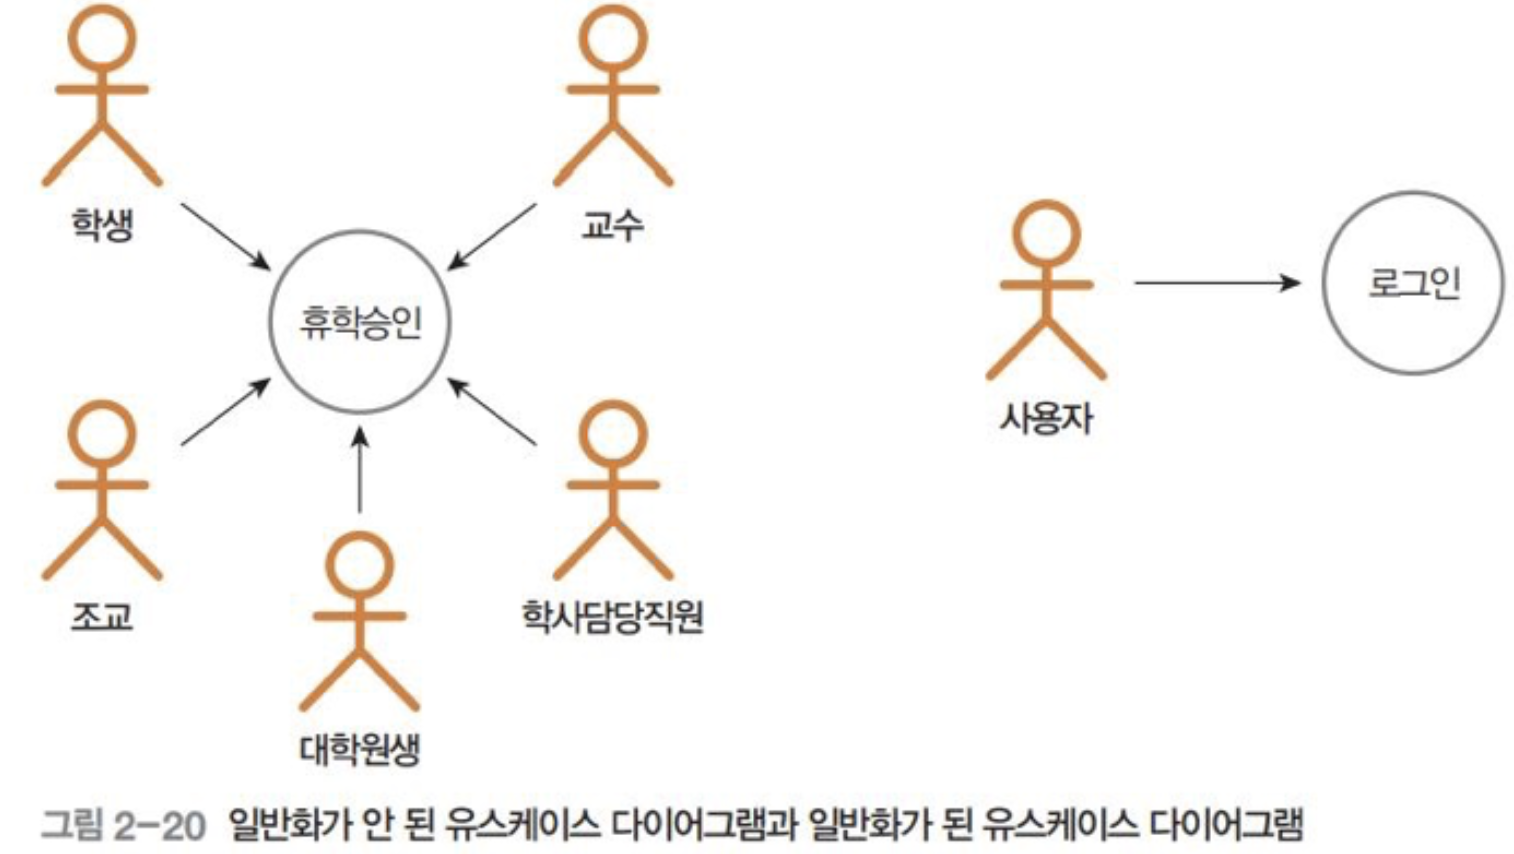 학생
교수
휴학승인
조교
학사담당직원
대학원생
사용자
로그인
그림 2-20 일반화가 안 된 유스케이스 다이어그램과 일반화가 된 유스케이스 다이어그램